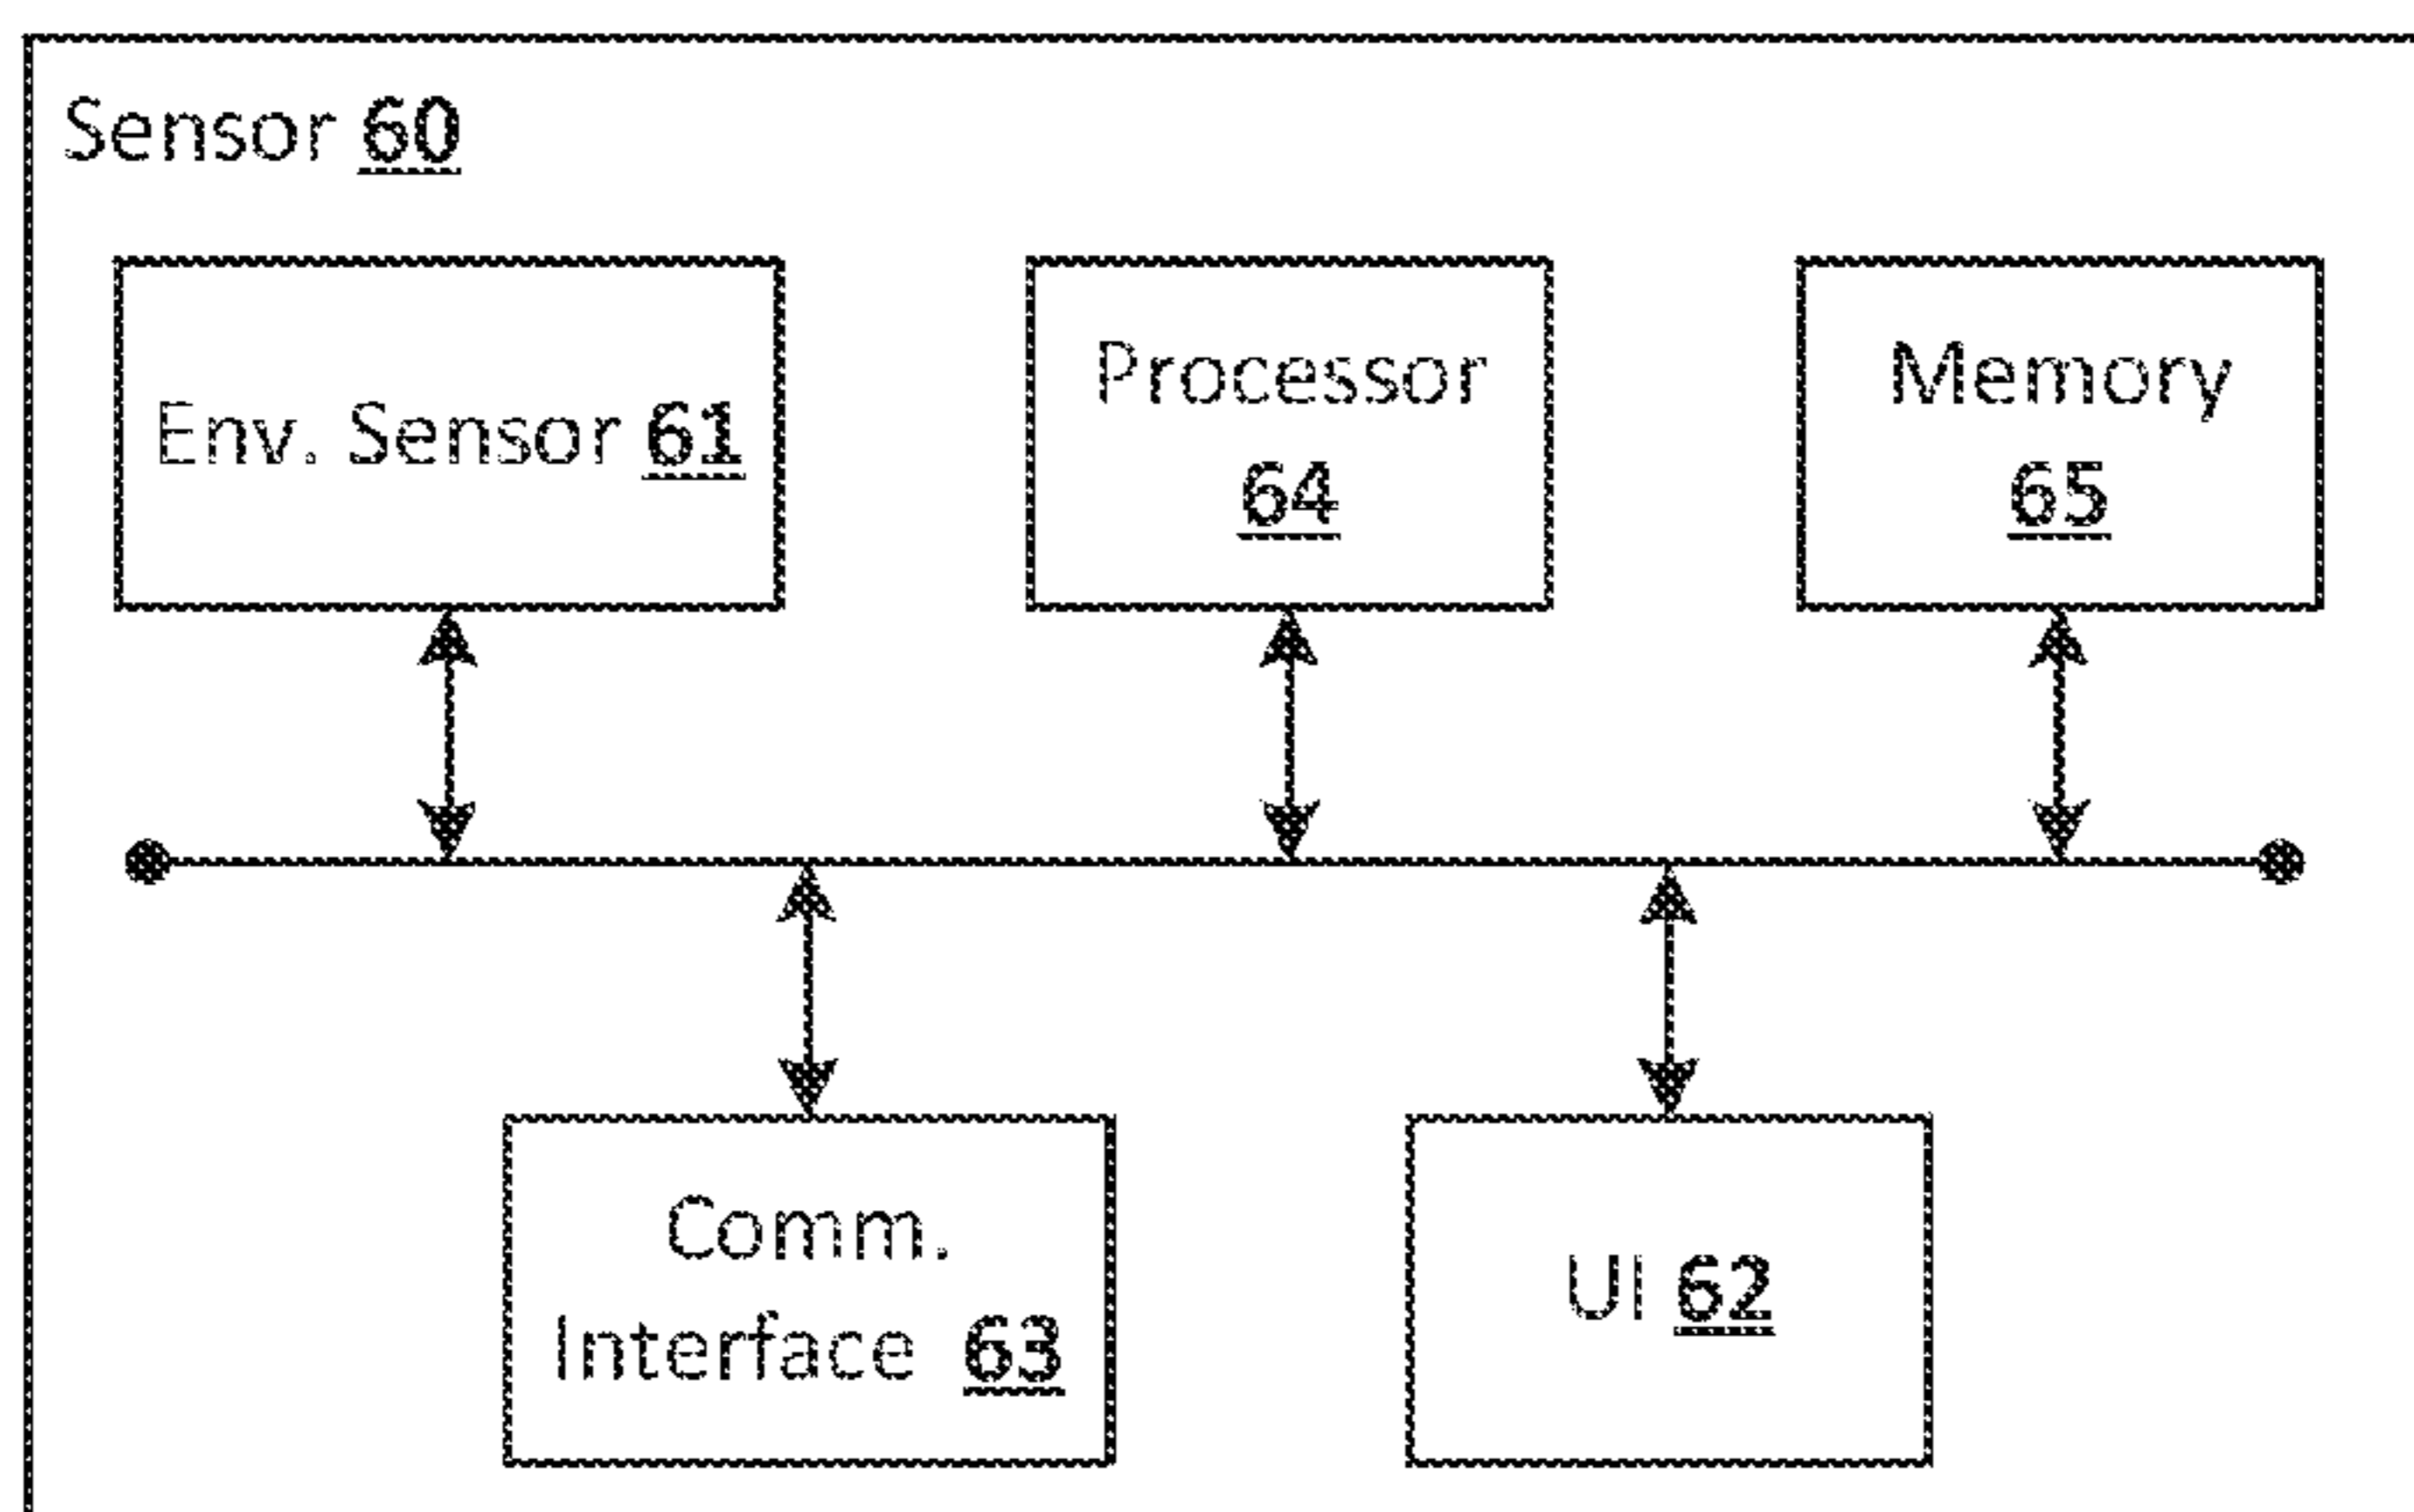 Sensor 60
Env. Sensor 61
Processor
64
Memory
65
Comm.
Interface 63
UI 62